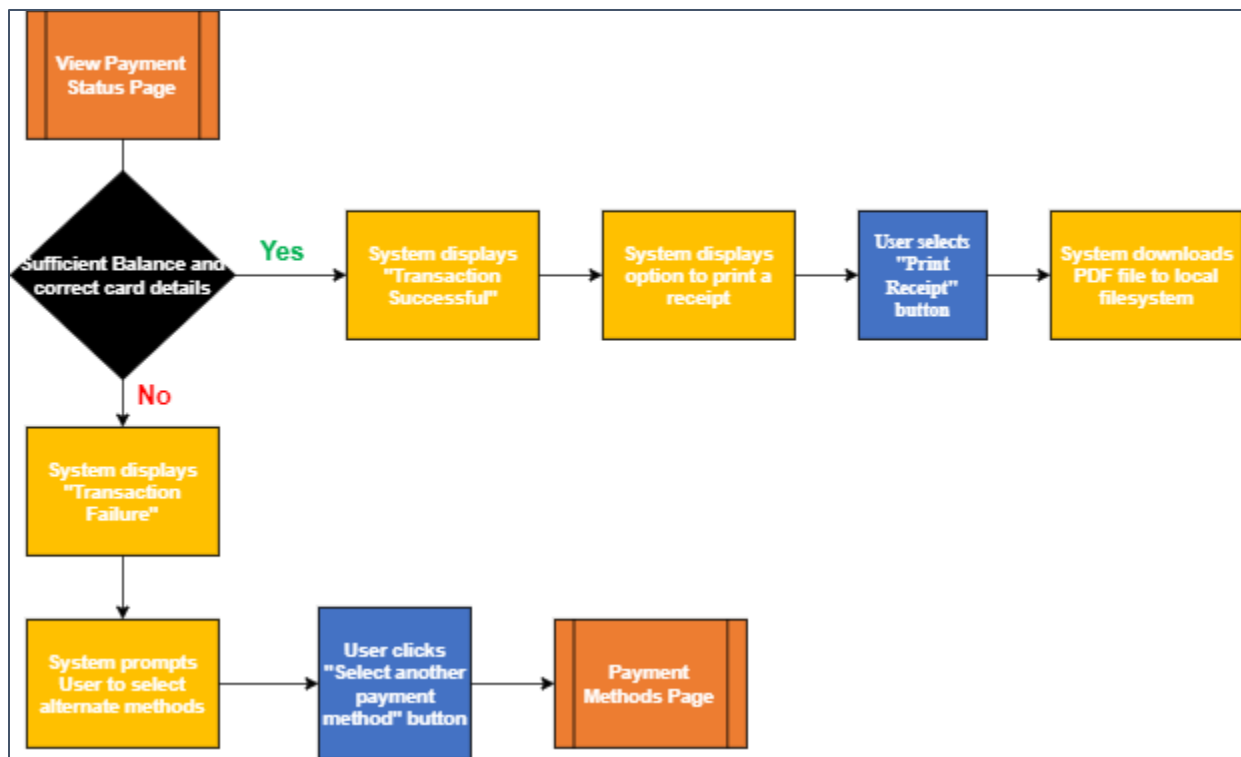 View Payment
Status Page
Sufficient Balance and
correct card details
Yes
System displays
"Transaction
Successful"
System displays
option to print a
receipt
User selects
"Print
Receipt"
button
System downloads
PDF file to local
filesystem
No
System displays
"Transaction
Failure"
System prompts
User to select
alternate methods
User clicks
"Select another
payment
method" button
Payment
Methods Page